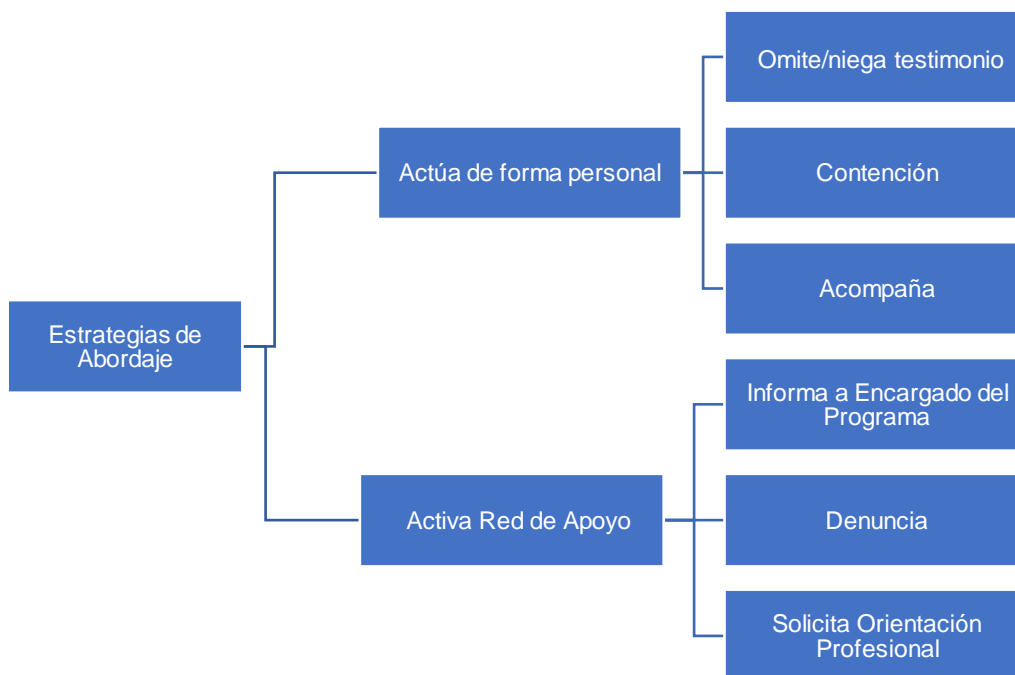 Estrategias de
Abordaje
Actúa de forma personal
Omite/niega testimonio
Contención
Acompaña
Activa Red de Apoyo
Informa a Encargado del
Programa
Denuncia
Solicita Orientación
Profesional